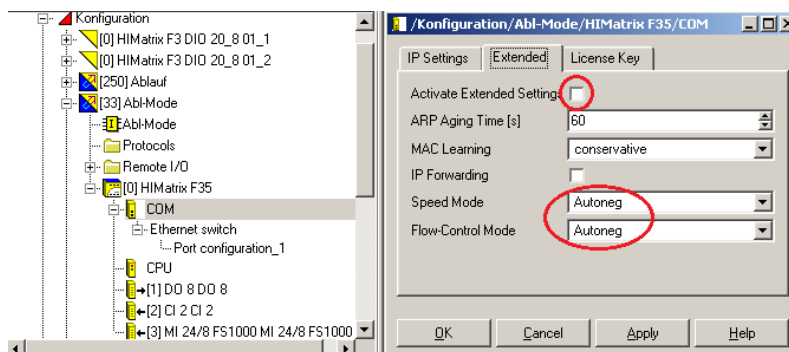 Konfiguration
[0] HIMatrix F3 DIO 20_8 01_1
[0] HIMatrix F3 DIO 20_8 01_2
[250] Ablauf
[33] Abl-Mode
Abl-Mode
Protocols
Remote I/O
[0] HIMatrix F35
COM
Ethernet switch
Port configuration_1
CPU
[1] DO 8 DO 8
[2] CI 2 CI 2
[3] MI 24/8 FS1000 MI 24/8 FS1000
/Konfiguration/Abl-Mode/HIMatrix F35/COM
IP Settings Extended License Key
Activate Extended Settings
ARP Aging Time [s] 60
MAC Learning conservative
IP Forwarding
Speed Mode Autoneg
Flow-Control Mode Autoneg
OK Cancel Apply Help